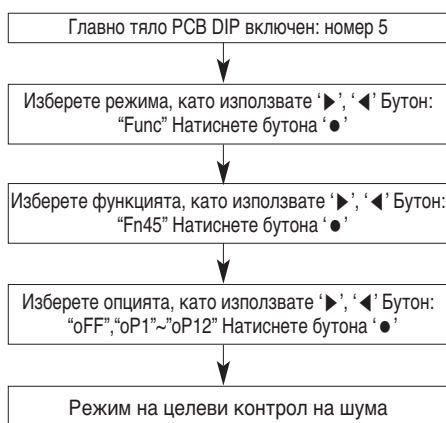 Главно тяло PCB DIP включен: номер 5
Изберете режима, като използвате ‘▶’, ‘◀’ Бутон:
“Func” Натиснете бутона ‘●’
Изберете функцията, като използвате ‘▶’, ‘◀’ Бутон:
“Fn45” Натиснете бутона ‘●’
Изберете опцията, като използвате ‘▶’, ‘◀’ Бутон:
“oFF”,“oP1”~”oP12” Натиснете бутона ‘●’
Режим на целеви контрол на шума